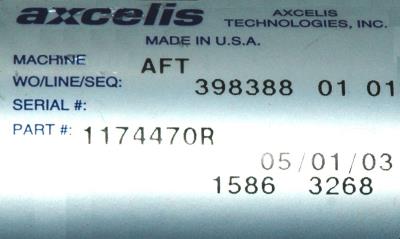 axcelis AXCELIS
TECHNOLOGIES, INC.
MADE IN U.S.A.
MACHINE AFT
WO/LINE/SEQ: 398388 01 01
SERIAL #:
PART #: 1174470R
05/01/03
1586 3268